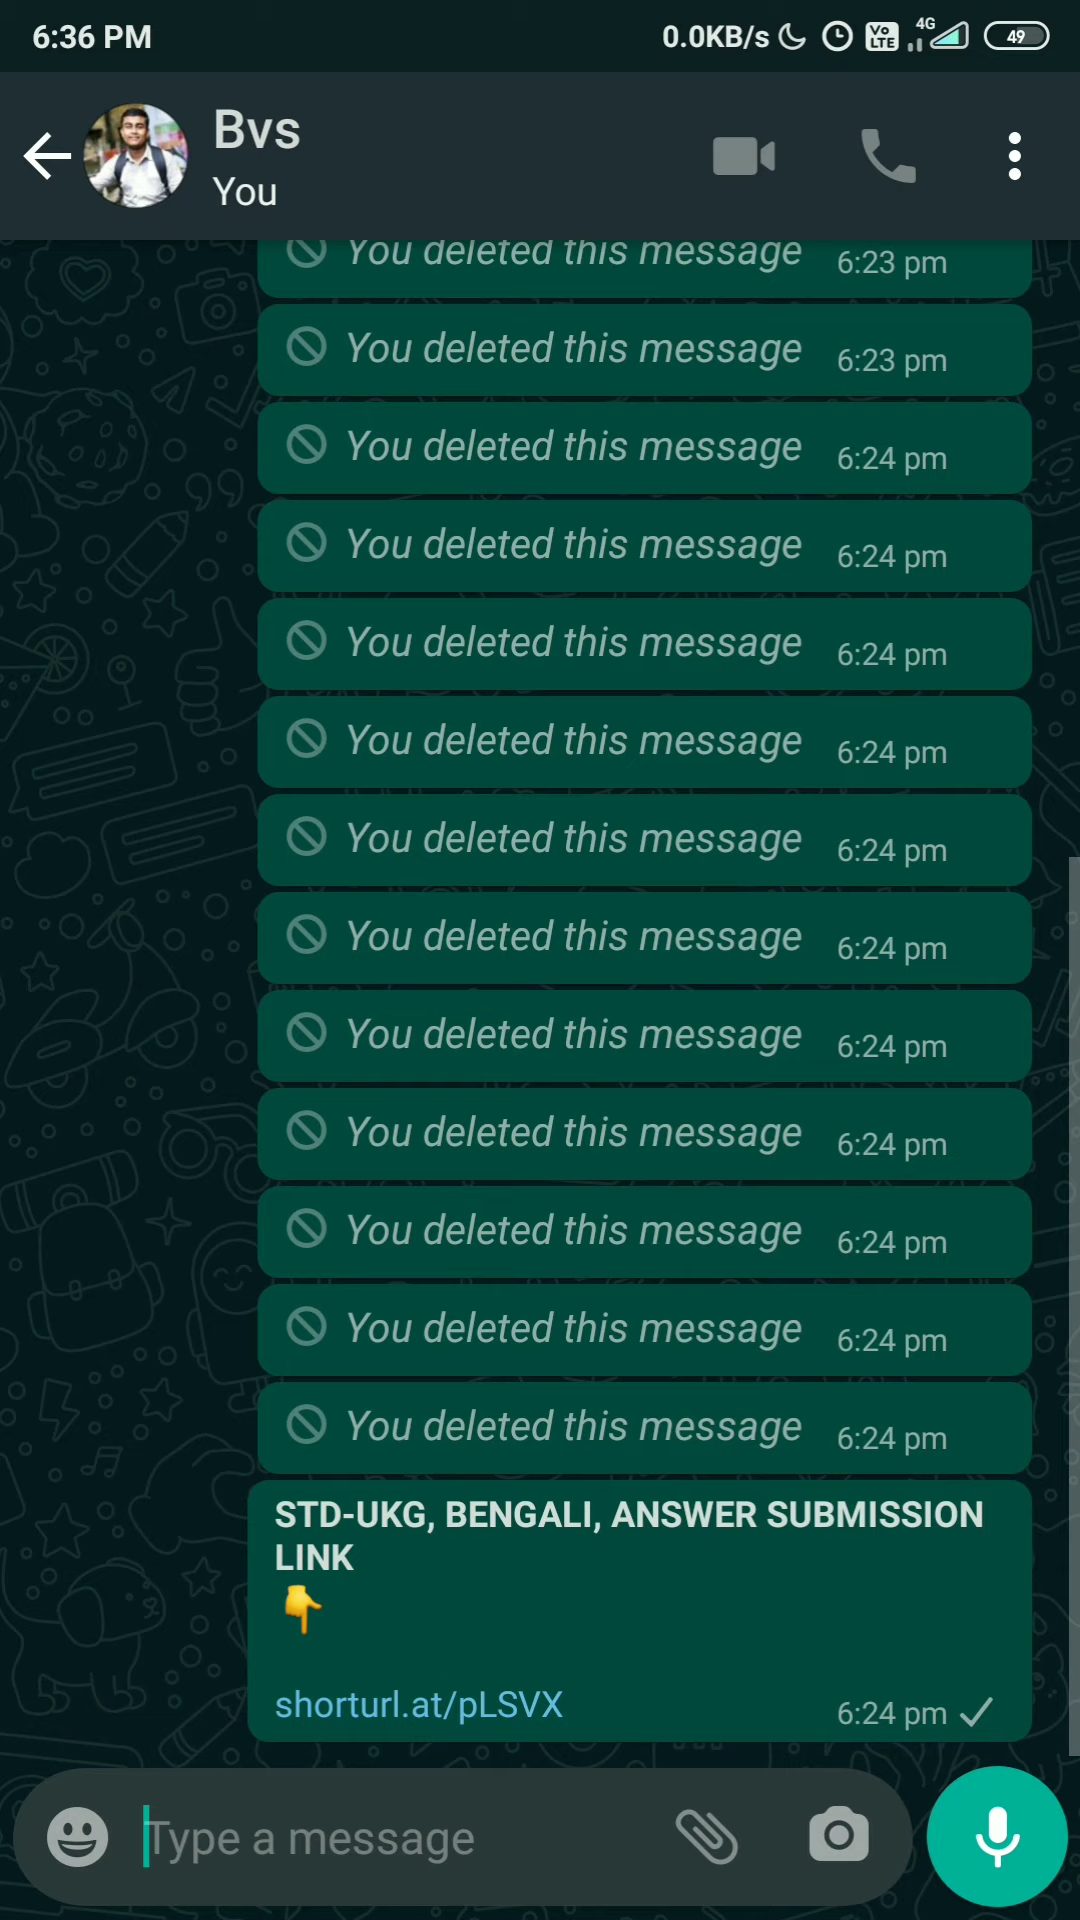 6:36 PM
0.0KB/s
Vo
LTE
4G
49
Bvs
You
You deleted this message 6:23 pm
You deleted this message 6:23 pm
You deleted this message 6:24 pm
You deleted this message 6:24 pm
You deleted this message 6:24 pm
You deleted this message 6:24 pm
You deleted this message 6:24 pm
You deleted this message 6:24 pm
You deleted this message 6:24 pm
You deleted this message 6:24 pm
You deleted this message 6:24 pm
You deleted this message 6:24 pm
You deleted this message 6:24 pm
STD-UKG, BENGALI, ANSWER SUBMISSION
LINK
👇
shorturl.at/pLSVX 6:24 pm
Type a message